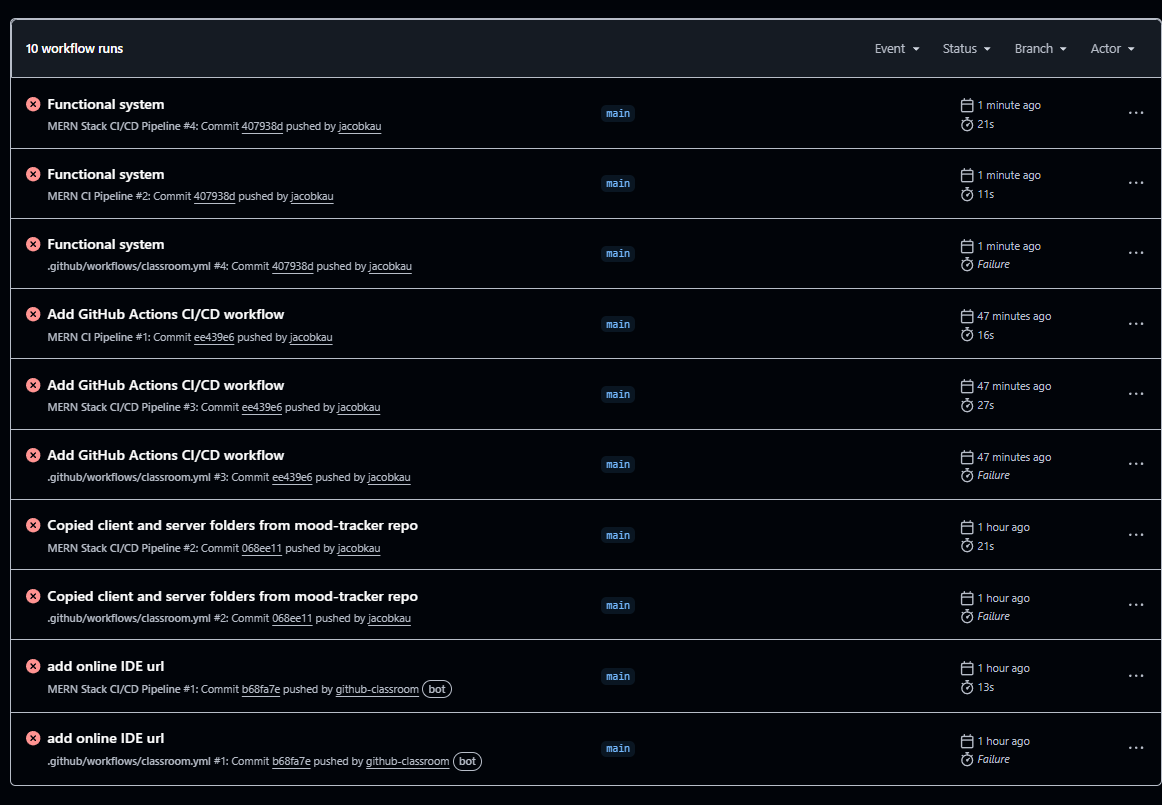 10 workflow runs
Event Status Branch Actor
Functional system
MERN Stack CI/CD Pipeline #4: Commit 407938d pushed by jacobkau
main
1 minute ago
21s
Functional system
MERN CI Pipeline #2: Commit 407938d pushed by jacobkau
main
1 minute ago
11s
Functional system
.github/workflows/classroom.yml #4: Commit 407938d pushed by jacobkau
main
1 minute ago
Failure
Add GitHub Actions CI/CD workflow
MERN CI Pipeline #1: Commit ee439e6 pushed by jacobkau
main
47 minutes ago
16s
Add GitHub Actions CI/CD workflow
MERN Stack CI/CD Pipeline #3: Commit ee439e6 pushed by jacobkau
main
47 minutes ago
27s
Add GitHub Actions CI/CD workflow
.github/workflows/classroom.yml #3: Commit ee439e6 pushed by jacobkau
main
47 minutes ago
Failure
Copied client and server folders from mood-tracker repo
MERN Stack CI/CD Pipeline #2: Commit 068ee11 pushed by jacobkau
main
1 hour ago
21s
Copied client and server folders from mood-tracker repo
.github/workflows/classroom.yml #2: Commit 068ee11 pushed by jacobkau
main
1 hour ago
Failure
add online IDE url
MERN Stack CI/CD Pipeline #1: Commit b68fa7e pushed by github-classroom bot
main
1 hour ago
13s
add online IDE url
.github/workflows/classroom.yml #1: Commit b68fa7e pushed by github-classroom bot
main
1 hour ago
Failure